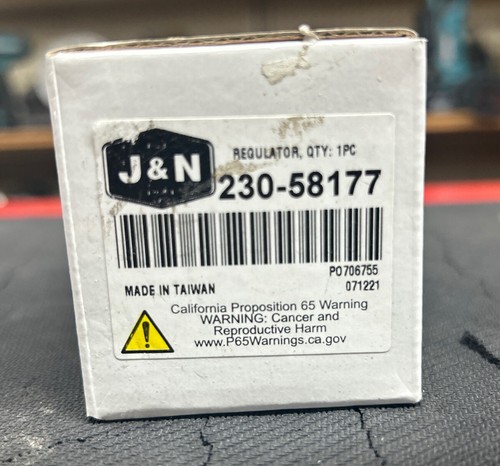 J&N
REGULATOR, QTY: 1PC
230-58177
PO706755
MADE IN TAIWAN
071221
California Proposition 65 Warning
WARNING: Cancer and
Reproductive Harm
www.P65Warnings.ca.gov